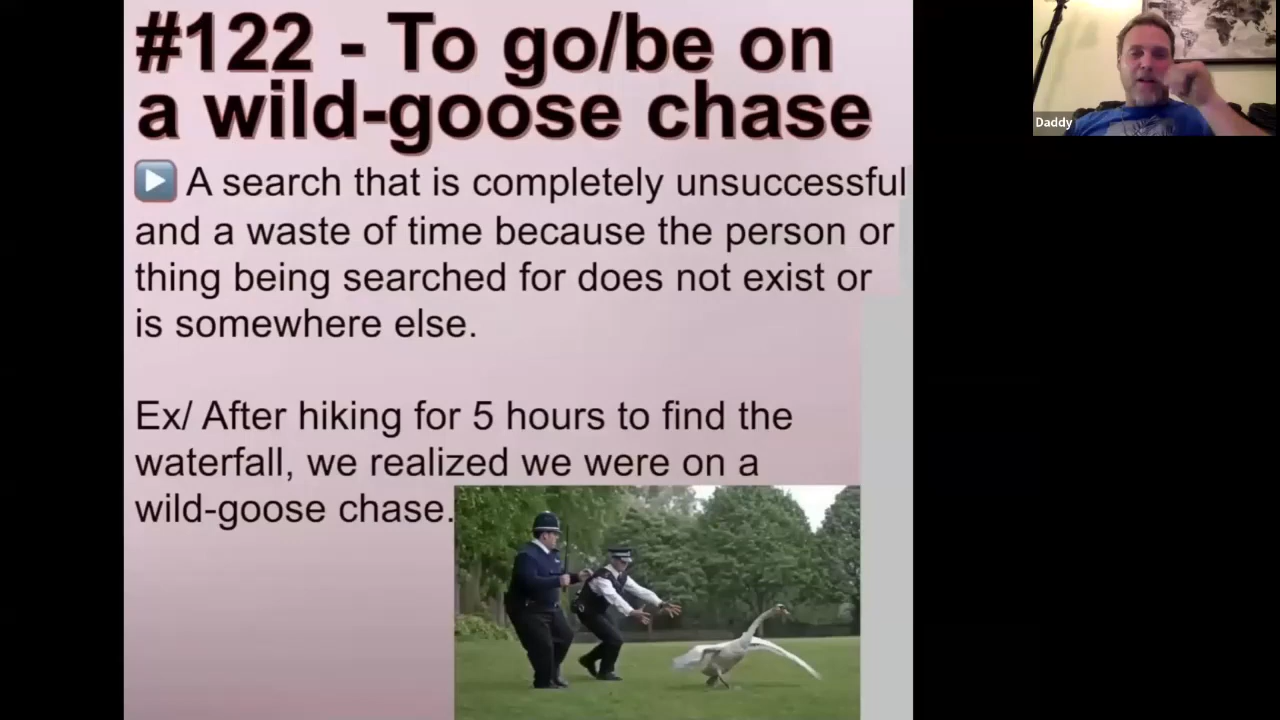 #122 - To go/be on
a wild-goose chase
A search that is completely unsuccessful
and a waste of time because the person or
thing being searched for does not exist or
is somewhere else.
Ex/ After hiking for 5 hours to find the
waterfall, we realized we were on a
wild-goose chase.
Daddy